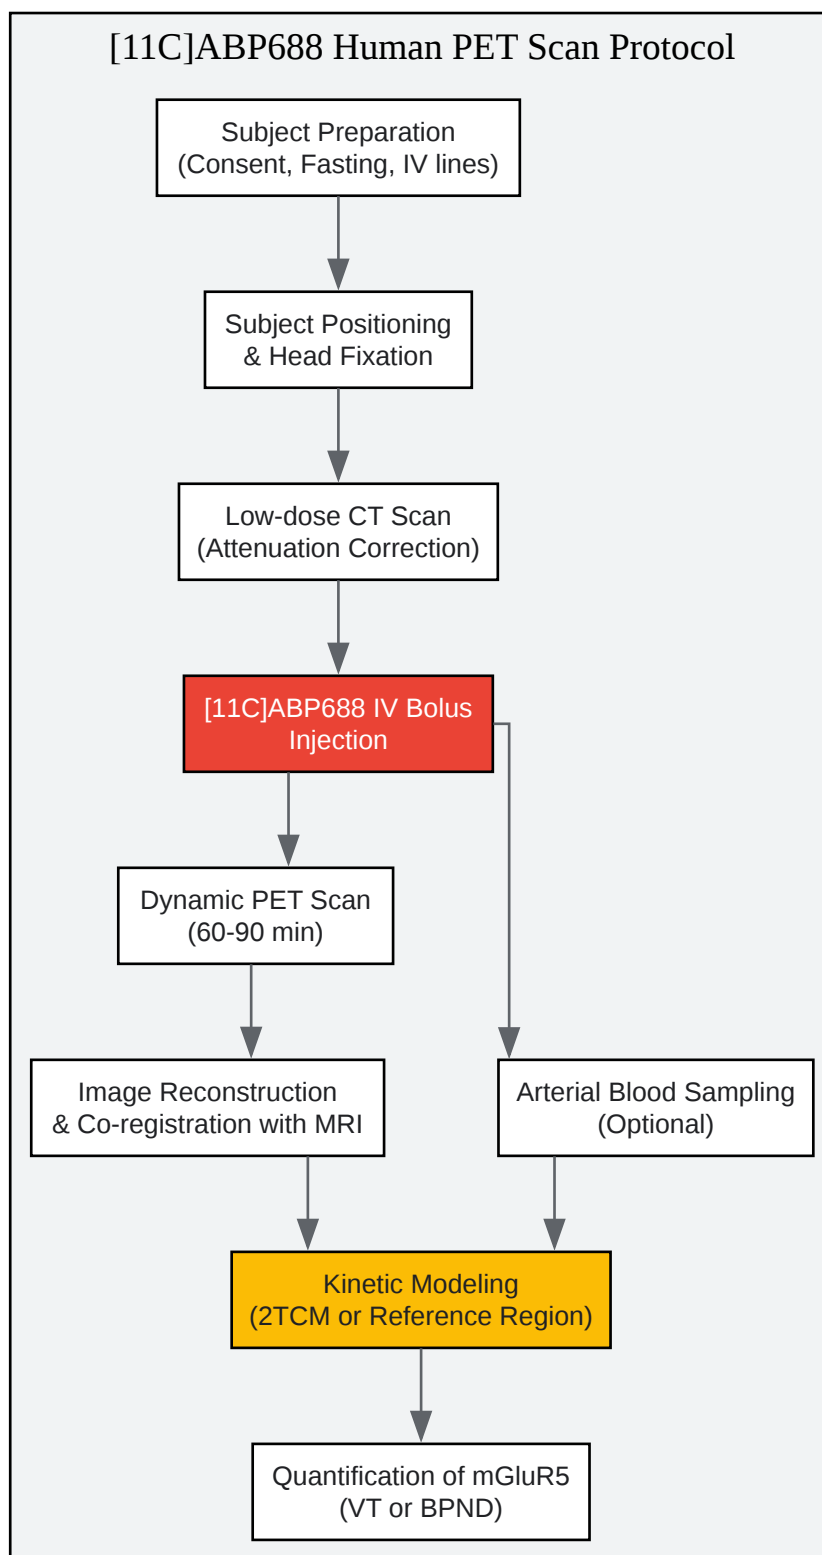 [11C]ABP688 Human PET Scan Protocol
Subject Preparation
(Consent, Fasting, IV lines)
Subject Positioning
& Head Fixation
Low-dose CT Scan
(Attenuation Correction)
[11C]ABP688 IV Bolus
Injection
Dynamic PET Scan
(60-90 min)
Image Reconstruction
& Co-registration with MRI
Arterial Blood Sampling
(Optional)
Kinetic Modeling
(2TCM or Reference Region)
Quantification of mGluR5
(VT or BPND)